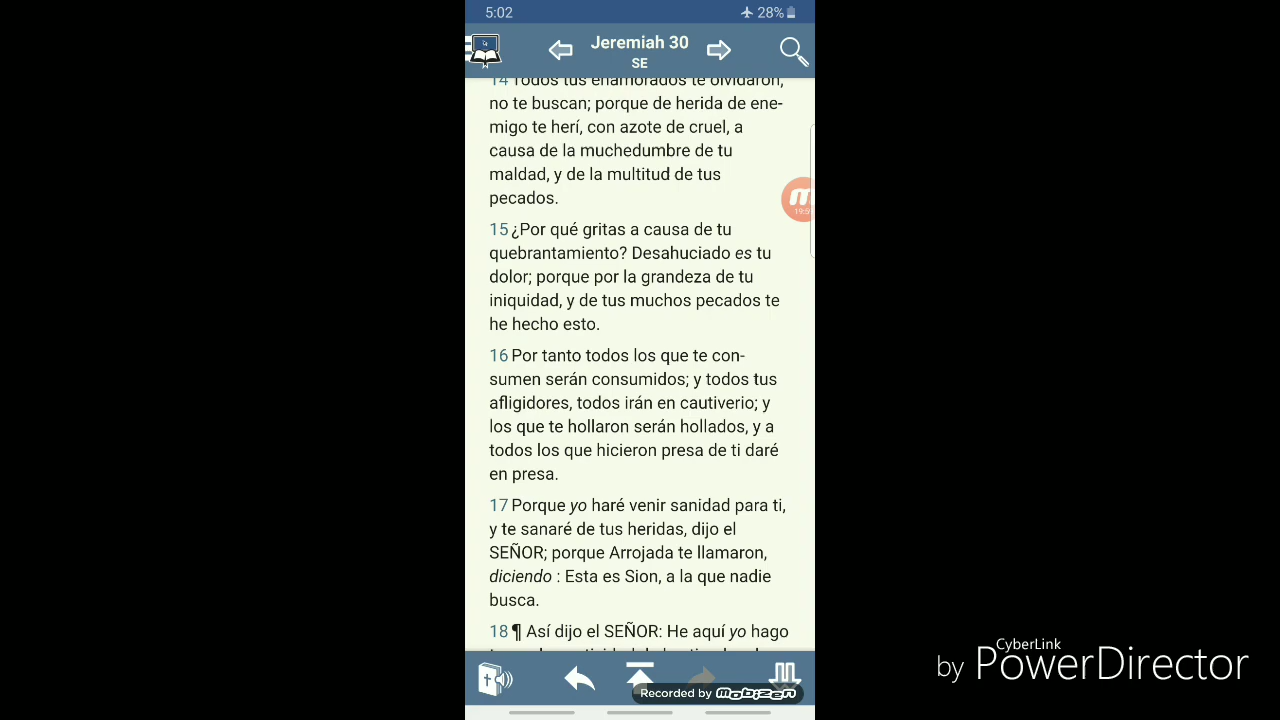 5:02
28%
Jeremiah 30
SE
14 Todos tus enamorados te olvidaron,
no te buscan; porque de herida de ene-
migo te herí, con azote de cruel, a
causa de la muchedumbre de tu
maldad, y de la multitud de tus
pecados.
15 ¿Por qué gritas a causa de tu
quebrantamiento? Desahuciado es tu
dolor; porque por la grandeza de tu
iniquidad, y de tus muchos pecados te
he hecho esto.
16 Por tanto todos los que te con-
sumen serán consumidos; y todos tus
afligidores, todos irán en cautiverio; y
los que te hollaron serán hollados, y a
todos los que hicieron presa de ti daré
en presa.
17 Porque yo haré venir sanidad para ti,
y te sanaré de tus heridas, dijo el
SEÑOR; porque Arrojada te llamaron,
diciendo : Esta es Sion, a la que nadie
busca.
18 ¶ Así dijo el SEÑOR: He aquí yo hago
Recorded by mobizen
CyberLink
by PowerDirector